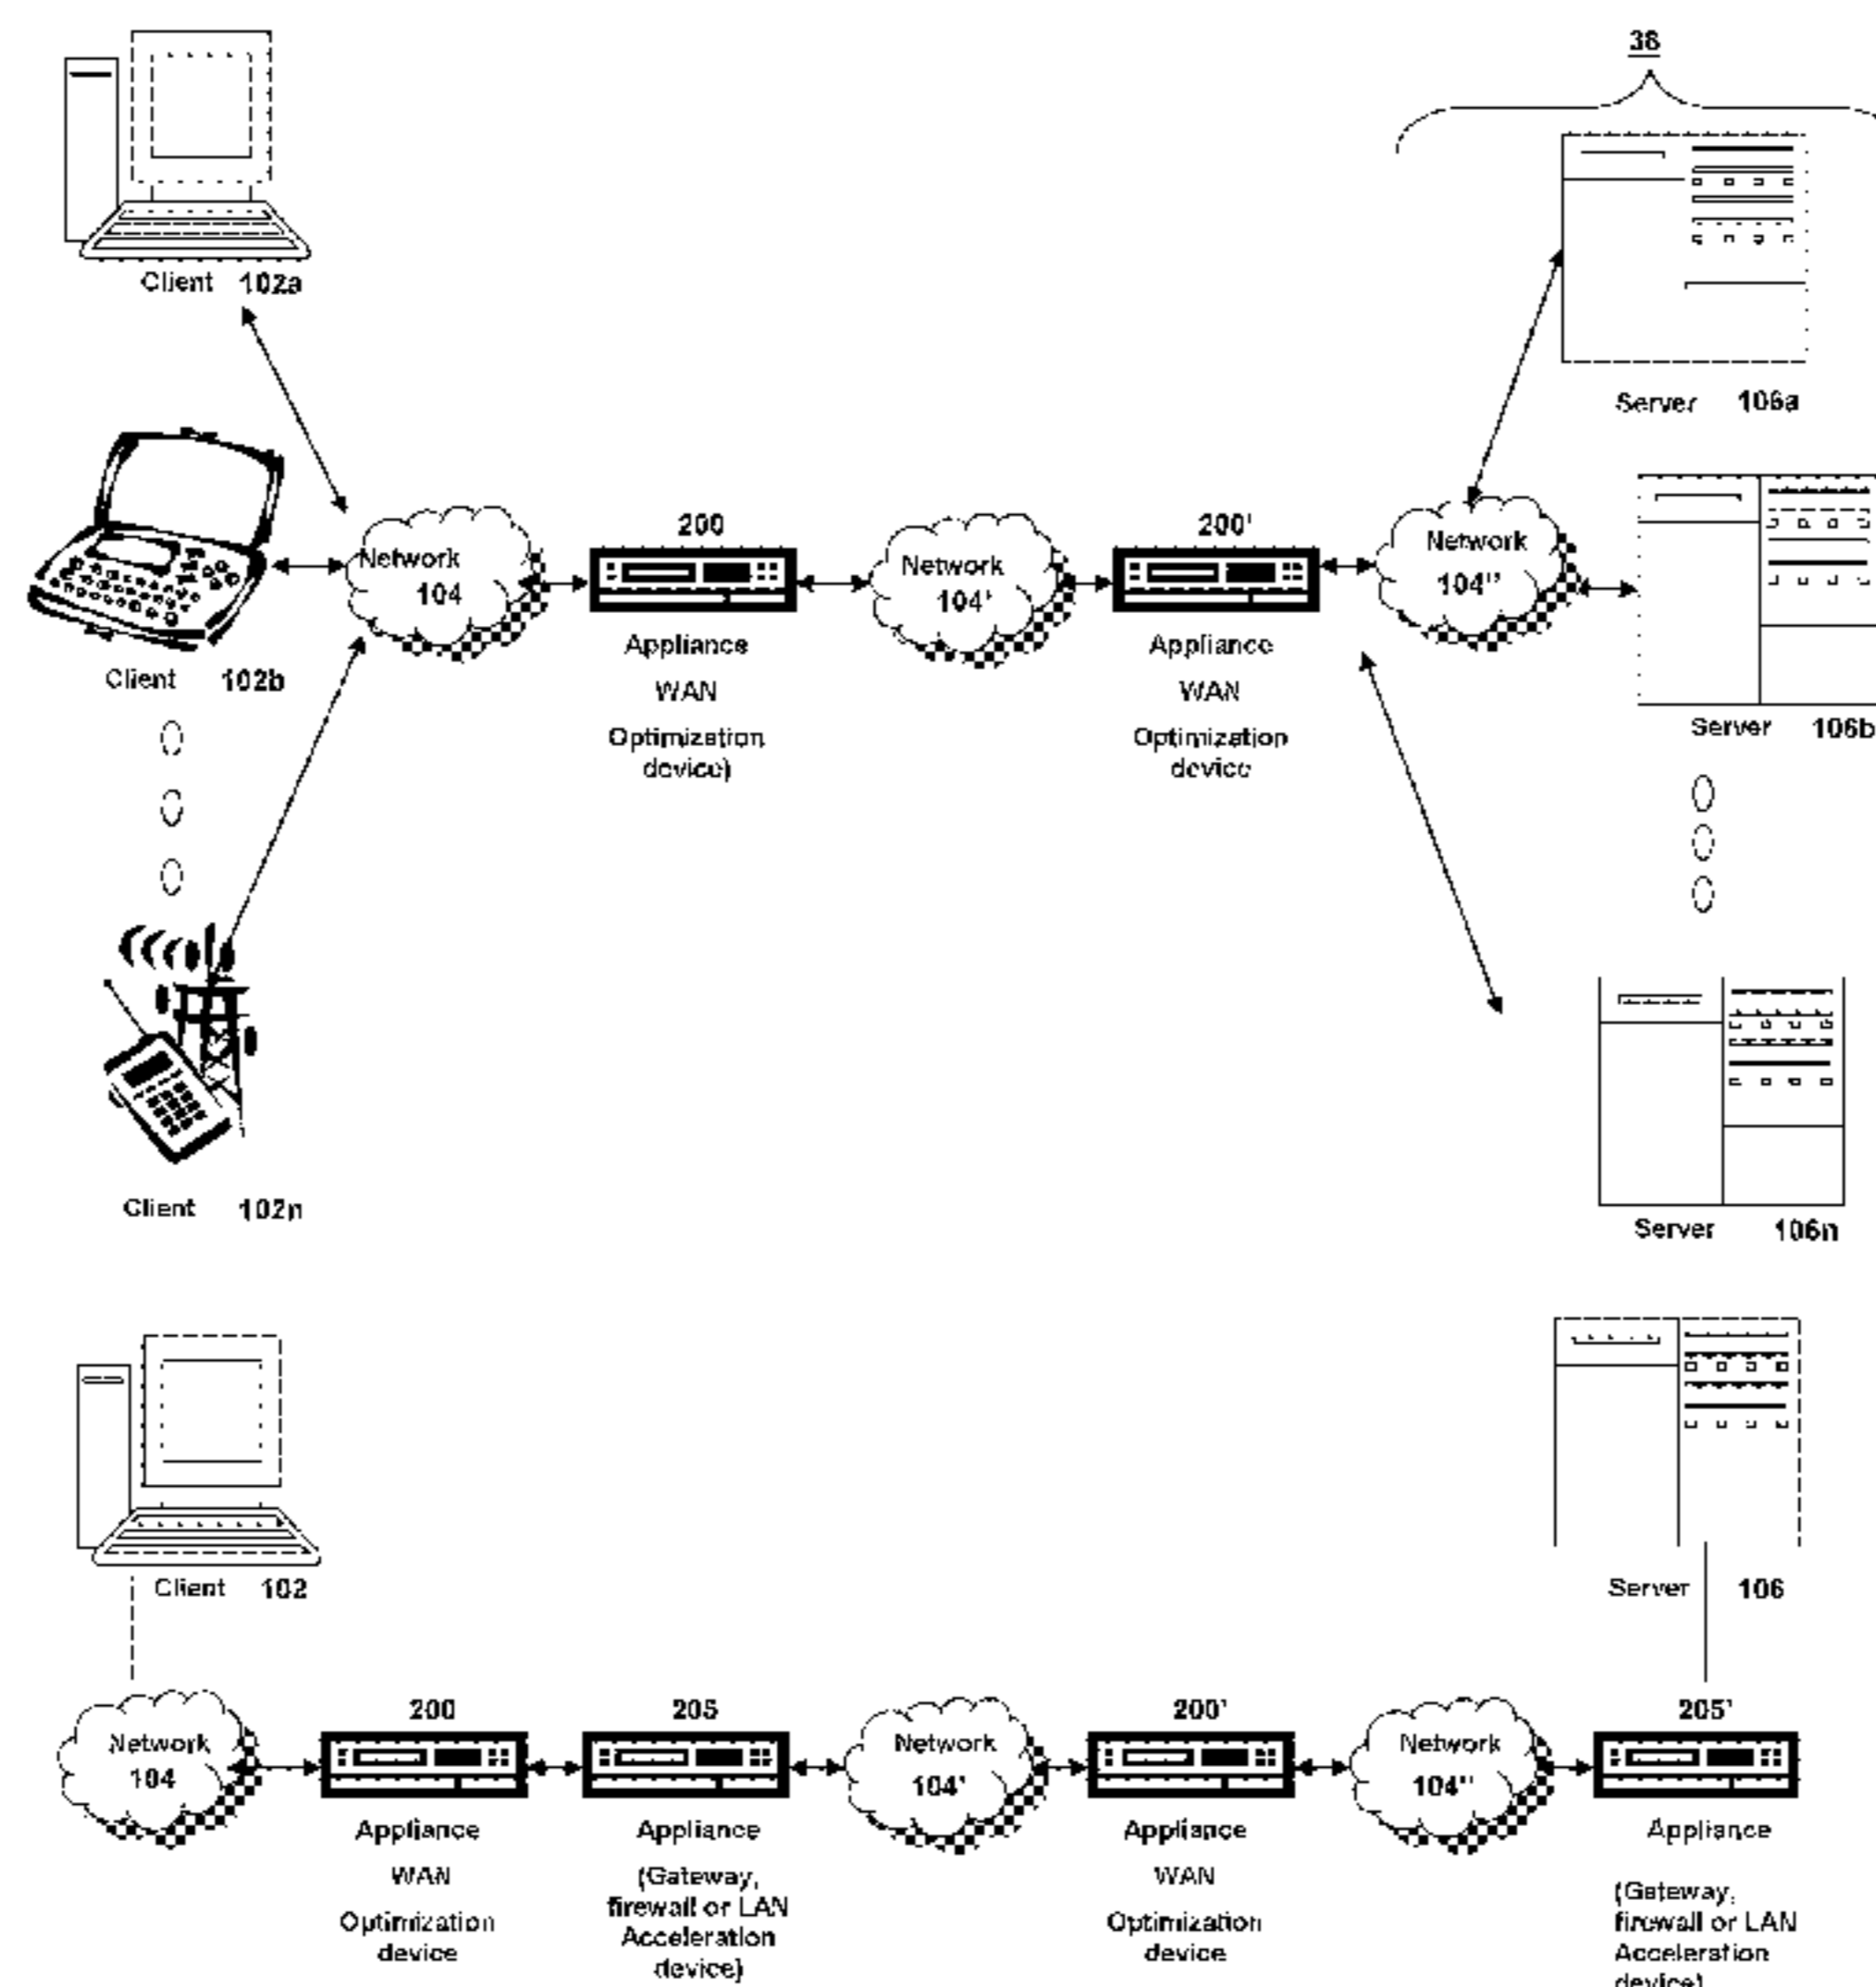 38
Client 102a
Server 106a
200
200'
Network
104
Network
104'
Network
104''
Appliance
WAN
Optimization
device)
Appliance
WAN
Optimization
device
Client 102b
Server 106b
Client 102n
Server 106n
Client 102
Server 106
200
205
200'
205'
Network
104
Network
104'
Network
104''
Appliance
WAN
Optimization
device
Appliance
(Gateway,
firewall or LAN
Acceleration
device)
Appliance
WAN
Optimization
device
Appliance
(Gateway,
firewall or LAN
Acceleration
device)